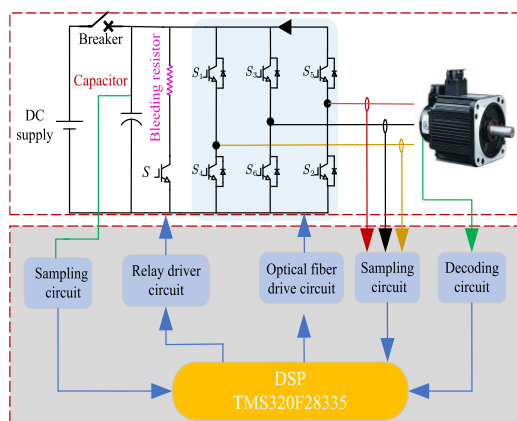 Breaker
Capacitor
Bleeding resistor
DC
supply
S
S1
S3
S5
S4
S6
S2
Sampling
circuit
Relay driver
circuit
Optical fiber
drive circuit
Sampling
circuit
Decoding
circuit
DSP
TMS320F28335